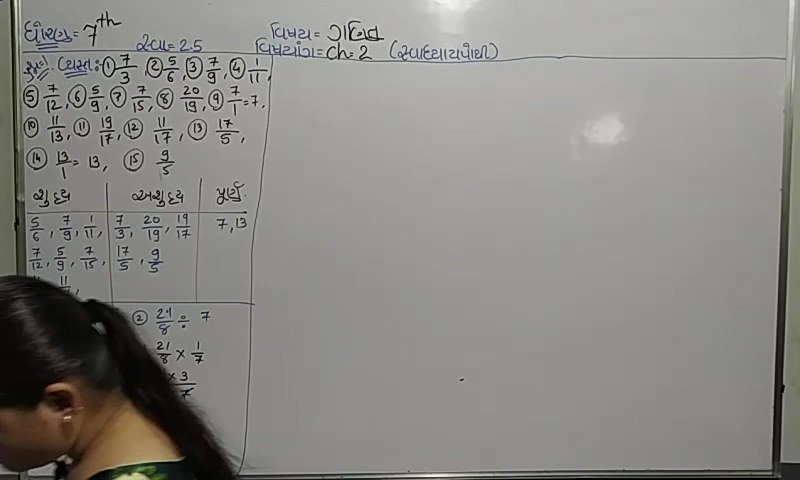 ધોરણ = 7th
વિષય = ગણિત
સ્વા = 2.5
વિષયાંગ = Ch = 2 (સ્વાધ્યાયપોથી)
વ્યસ્ત : ① 7/3, ② 5/6, ③ 7/9, ④ 1/11,
⑤ 7/12, ⑥ 5/9, ⑦ 7/15, ⑧ 20/19, ⑨ 7/1 = 7,
⑩ 11/13, ⑪ 19/17, ⑫ 11/17, ⑬ 17/5,
⑭ 13/1 = 13, ⑮ 9/5
શુદ્ધ અશુદ્ધ પૂર્ણ
5/6, 7/9, 1/11, 7/3, 20/19, 19/17 7, 13
7/12, 5/9, 7/15, 17/5, 9/5
② 21/8 ÷ 7
21/8 × 1/7
× 3